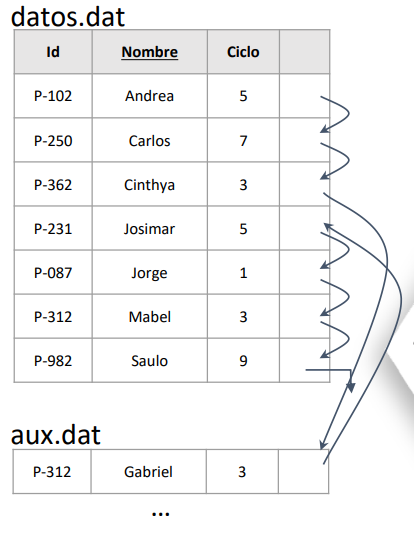 datos.dat
Id Nombre Ciclo
P-102 Andrea 5
P-250 Carlos 7
P-362 Cinthya 3
P-231 Josimar 5
P-087 Jorge 1
P-312 Mabel 3
P-982 Saulo 9
aux.dat
P-312 Gabriel 3
...